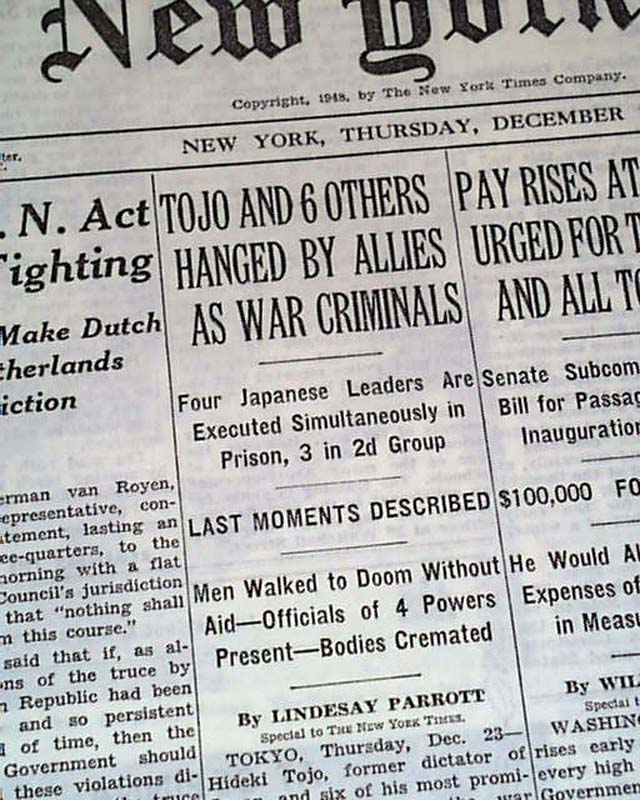 New York
Copyright, 1948, by The New York Times Company.
NEW YORK, THURSDAY, DECEMBER
. N. Act
ighting
Make Dutch
therlands
iction
erman van Royen,
epresentative, con-
tement, lasting an
ee-quarters, to the
orning with a flat
Council's jurisdiction
that "nothing shall
m this course."
said that if, as al-
ns of the truce by
n Republic had been
and so persistent
of time, then the
Government should
these violations di-
truce
TOJO AND 6 OTHERS
HANGED BY ALLIES
AS WAR CRIMINALS
Four Japanese Leaders Are
Executed Simultaneously in
Prison, 3 in 2d Group
LAST MOMENTS DESCRIBED
Men Walked to Doom Without
Aid—Officials of 4 Powers
Present—Bodies Cremated
By LINDESAY PARROTT
Special to THE NEW YORK TIMES.
TOKYO, Thursday, Dec. 23—
Hideki Tojo, former dictator of
and six of his most promi-
war
PAY RISES AT
URGED FOR T
AND ALL TO
Senate Subcom
Bill for Passag
Inauguration
$100,000 FO
He Would Al
Expenses of
in Measu
By WIL
Special
WASHIN
rises early
every high
Governmen